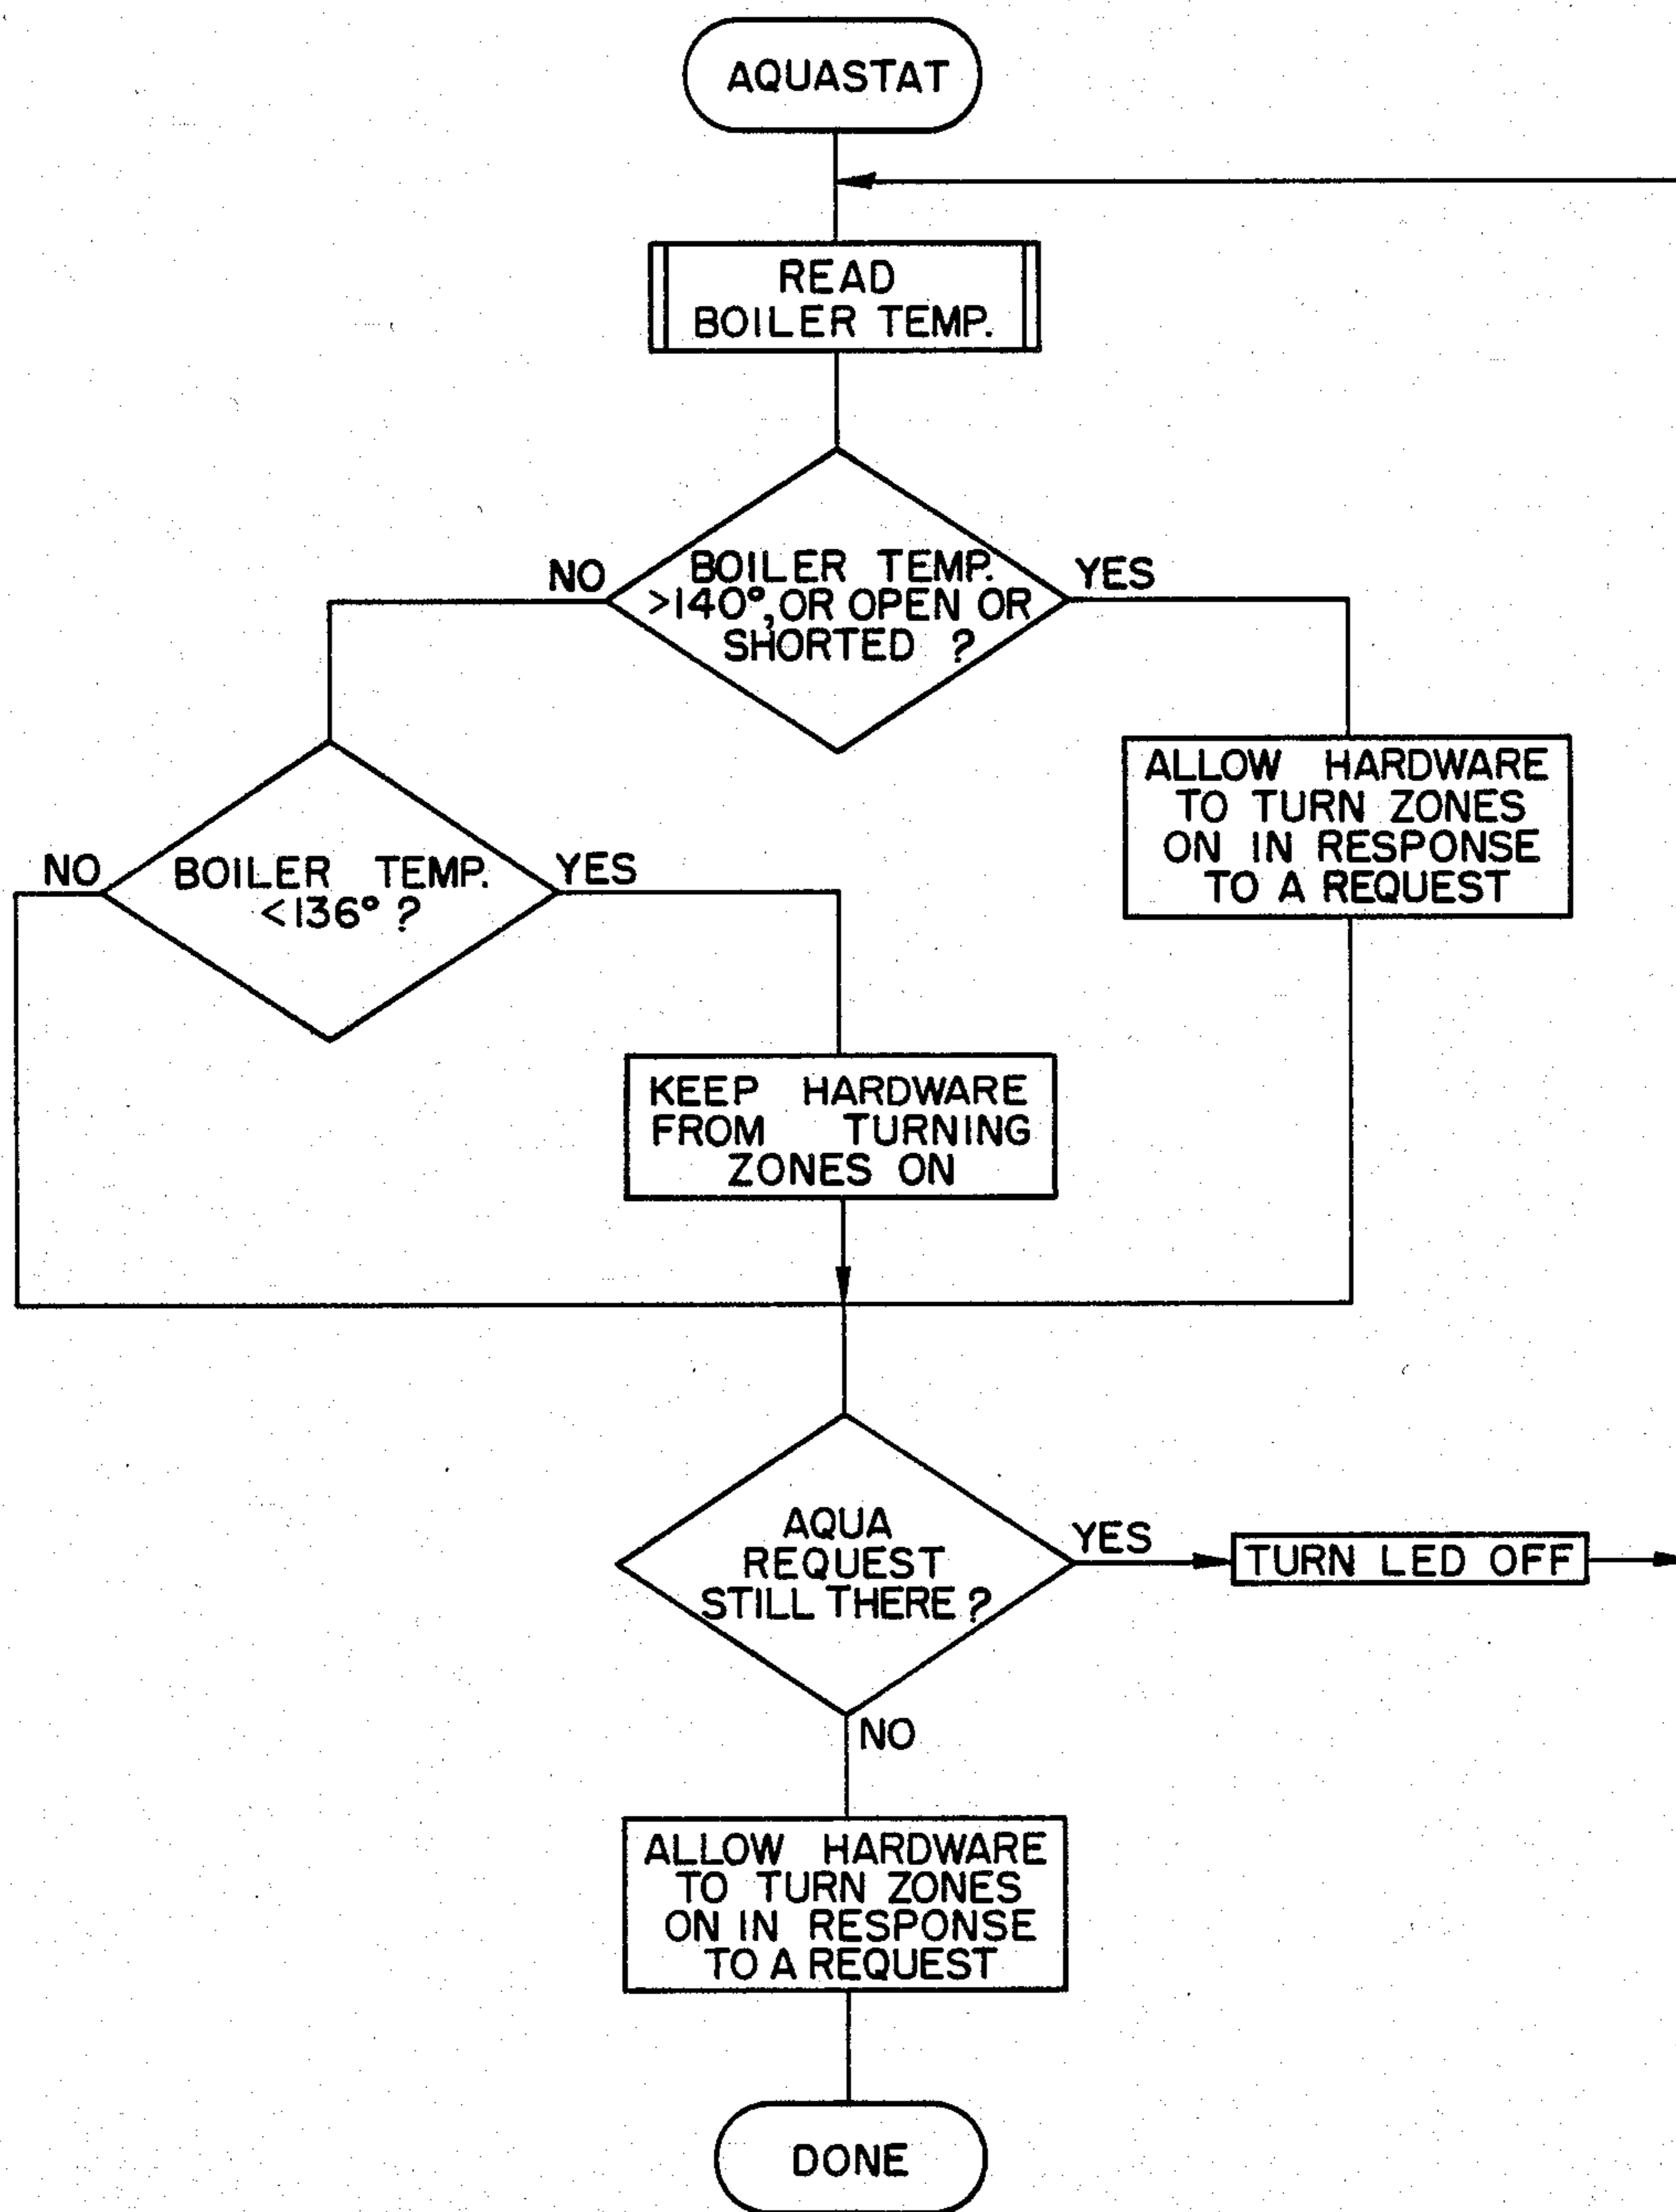 AQUASTAT
READ
BOILER TEMP.
BOILER TEMP.
>140°, OR OPEN OR
SHORTED ?
NO
YES
ALLOW HARDWARE
TO TURN ZONES
ON IN RESPONSE
TO A REQUEST
BOILER TEMP.
<136° ?
NO
YES
KEEP HARDWARE
FROM TURNING
ZONES ON
AQUA
REQUEST
STILL THERE ?
YES
TURN LED OFF
NO
ALLOW HARDWARE
TO TURN ZONES
ON IN RESPONSE
TO A REQUEST
DONE